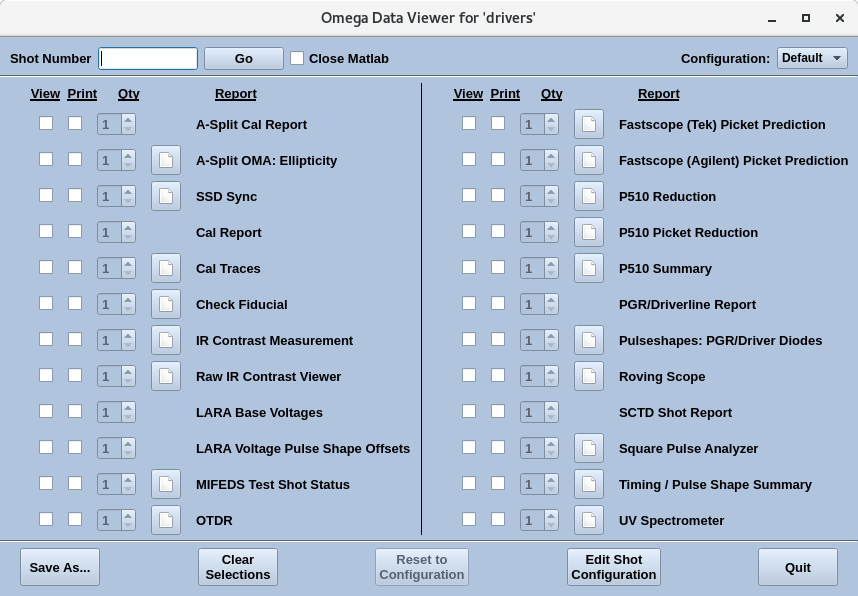 Omega Data Viewer for 'drivers'
Shot Number Go Close Matlab Configuration: Default
View Print Qty Report
1 A-Split Cal Report
1 A-Split OMA: Ellipticity
1 SSD Sync
1 Cal Report
1 Cal Traces
1 Check Fiducial
1 IR Contrast Measurement
1 Raw IR Contrast Viewer
1 LARA Base Voltages
1 LARA Voltage Pulse Shape Offsets
1 MIFEDS Test Shot Status
1 OTDR
View Print Qty Report
1 Fastscope (Tek) Picket Prediction
1 Fastscope (Agilent) Picket Prediction
1 P510 Reduction
1 P510 Picket Reduction
1 P510 Summary
1 PGR/Driverline Report
1 Pulseshapes: PGR/Driver Diodes
1 Roving Scope
1 SCTD Shot Report
1 Square Pulse Analyzer
1 Timing / Pulse Shape Summary
1 UV Spectrometer
Save As...
Clear
Selections
Reset to
Configuration
Edit Shot
Configuration
Quit